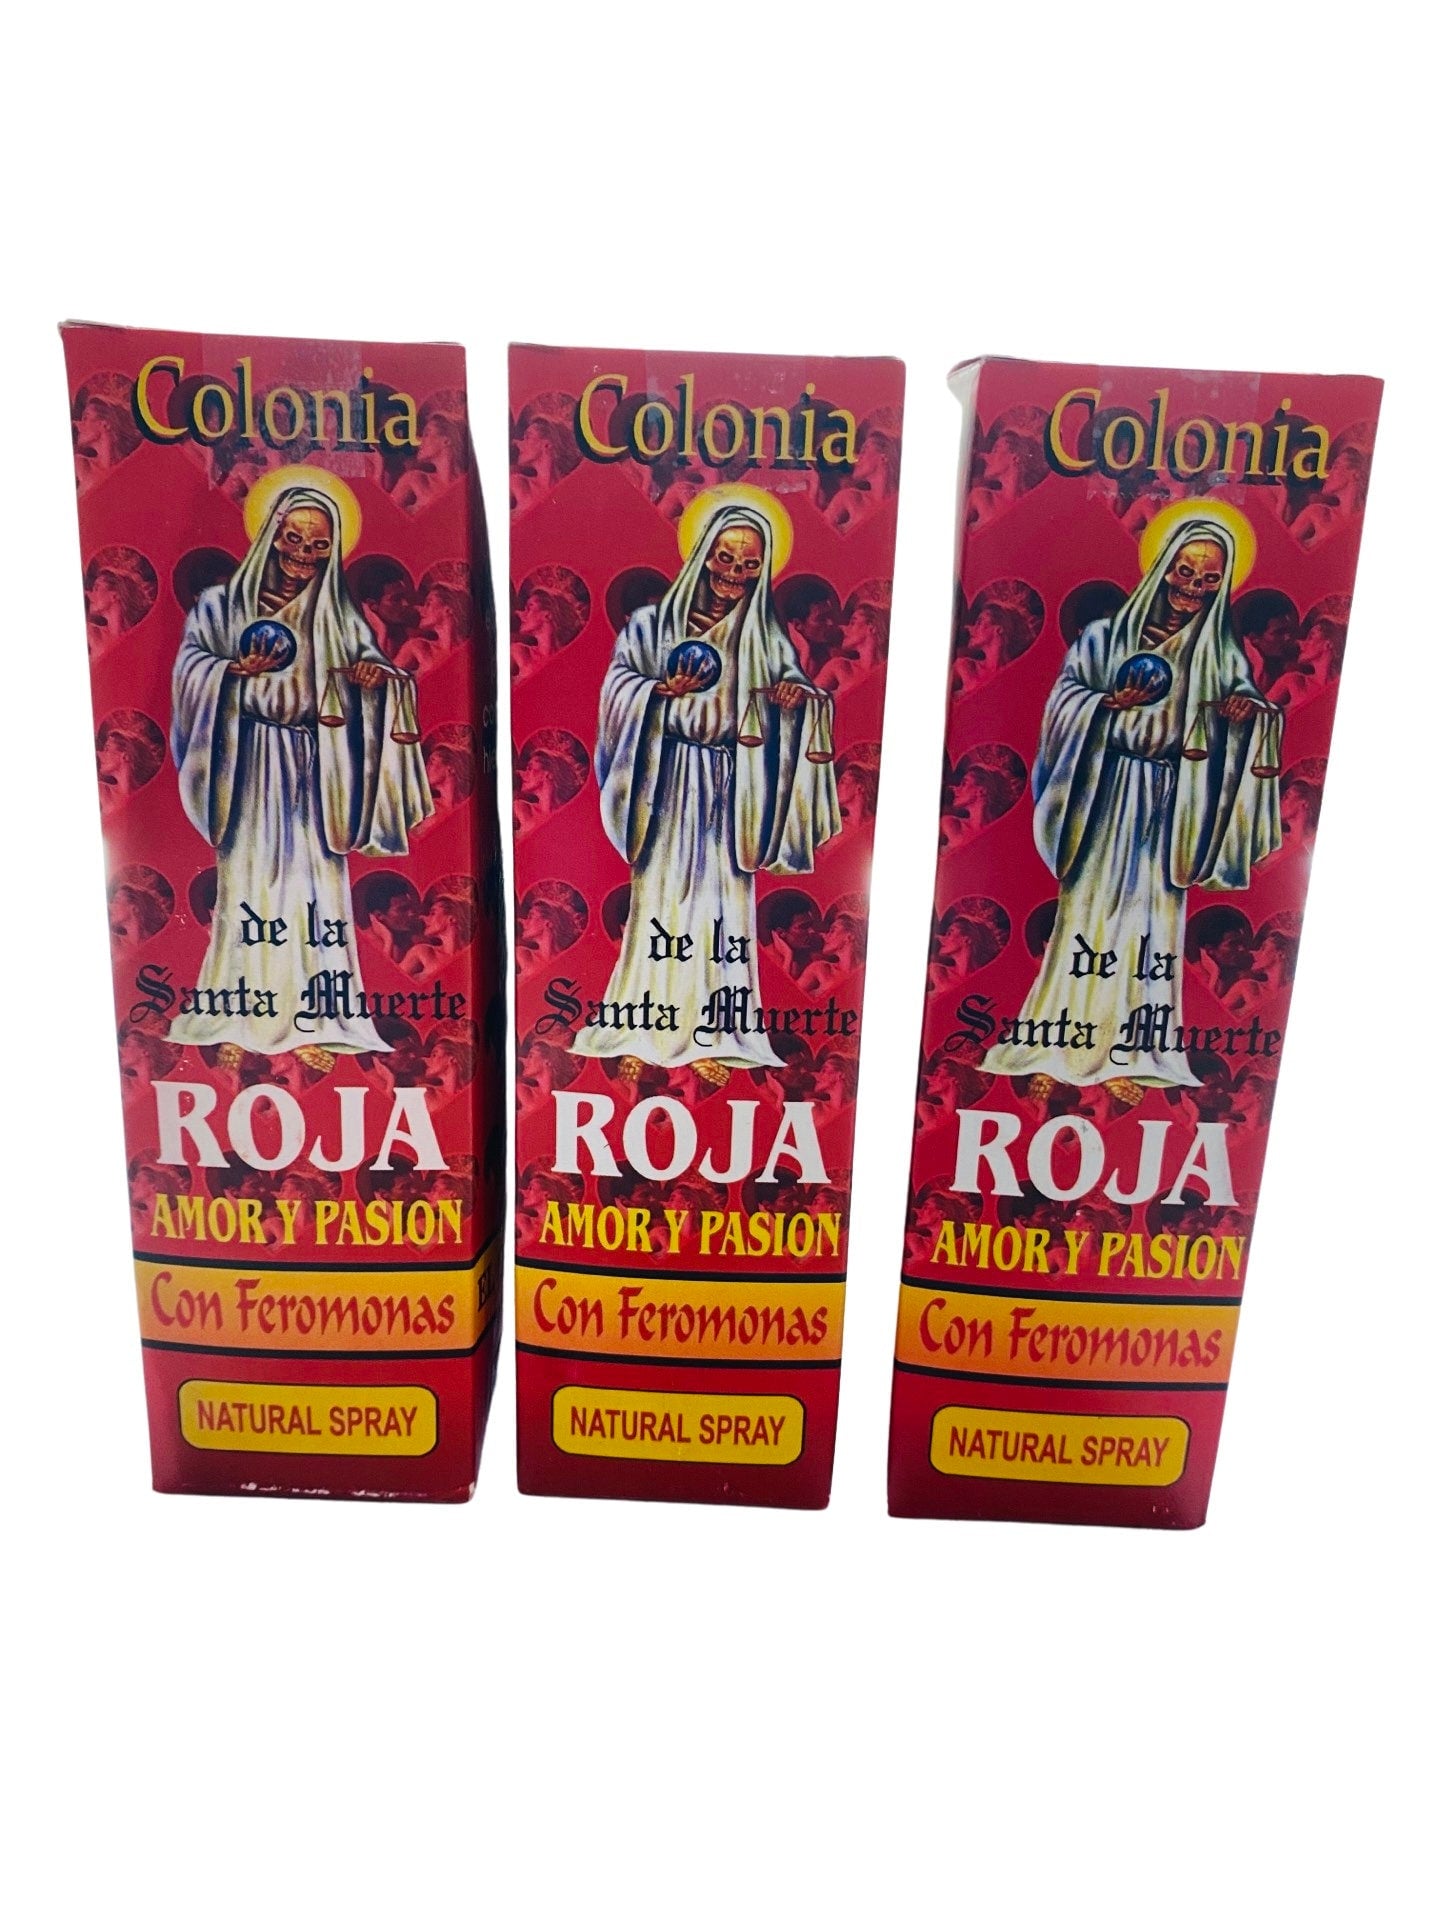 Colonia
de la
Santa Muerte
ROJA
AMOR Y PASION
Con Feromonas
NATURAL SPRAY
Colonia
de la
Santa Muerte
ROJA
AMOR Y PASION
Con Feromonas
NATURAL SPRAY
Colonia
de la
Santa Muerte
ROJA
AMOR Y PASION
Con Feromonas
NATURAL SPRAY